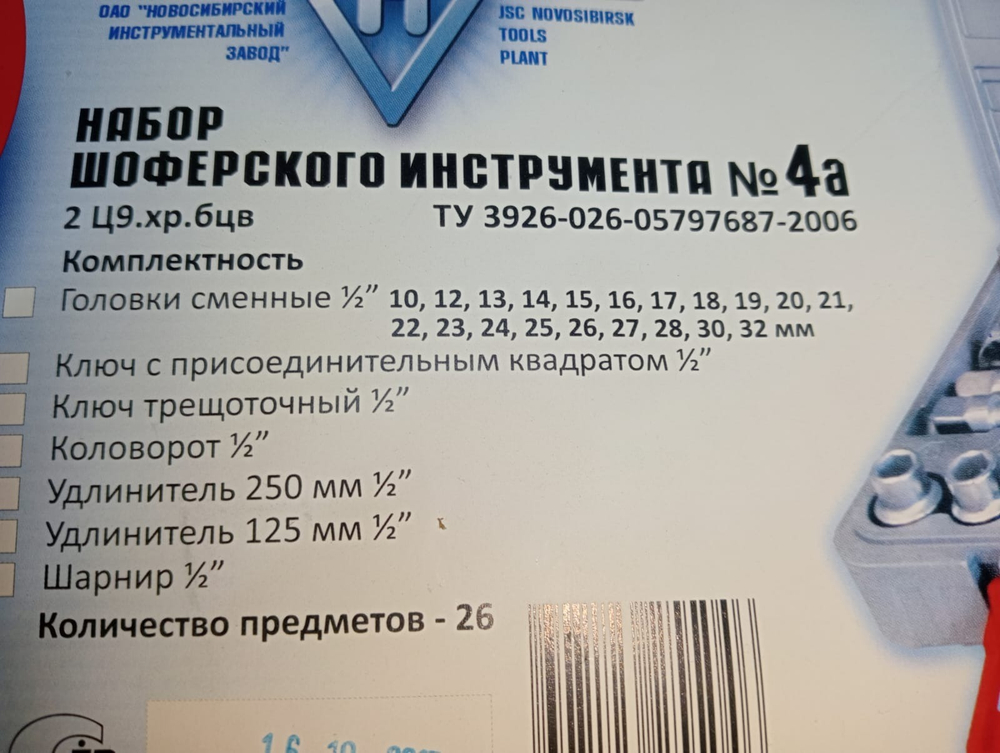 ОАО "НОВОСИБИРСКИЙ
ИНСТРУМЕНТАЛЬНЫЙ
ЗАВОД"
JSC NOVOSIBIRSK
TOOLS
PLANT
НАБОР
ШОФЕРСКОГО ИНСТРУМЕНТА №4а
2 Ц9.хр.бцв ТУ 3926-026-05797687-2006
Комплектность
Головки сменные ½” 10, 12, 13, 14, 15, 16, 17, 18, 19, 20, 21,
22, 23, 24, 25, 26, 27, 28, 30, 32 мм
Ключ с присоединительным квадратом ½”
Ключ трещоточный ½”
Коловорот ½”
Удлинитель 250 мм ½”
Удлинитель 125 мм ½”
Шарнир ½”
Количество предметов - 26